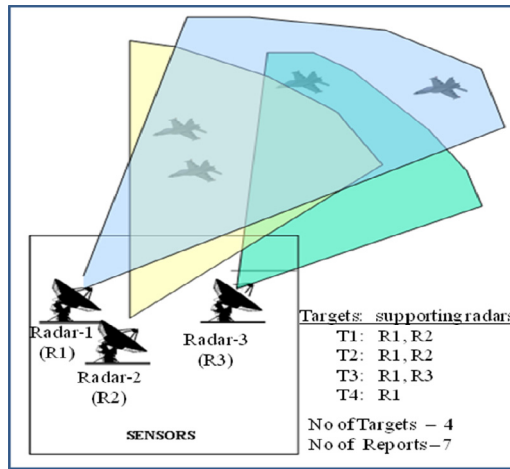 Radar-1
(R1)
Radar-2
(R2)
Radar-3
(R3)
SENSORS
Targets: supporting radars
T1: R1, R2
T2: R1, R2
T3: R1, R3
T4: R1
No of Targets – 4
No of Reports–7